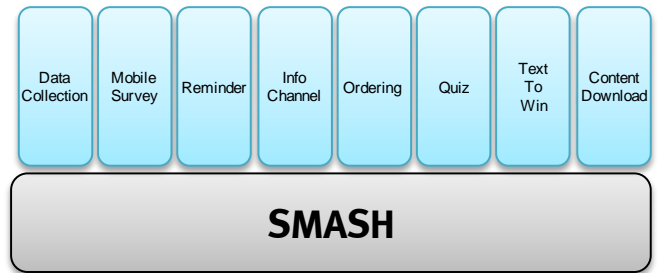 Data
Collection
Mobile
Survey
Reminder
Info
Channel
Ordering
Quiz
Text
To
Win
Content
Download
SMASH